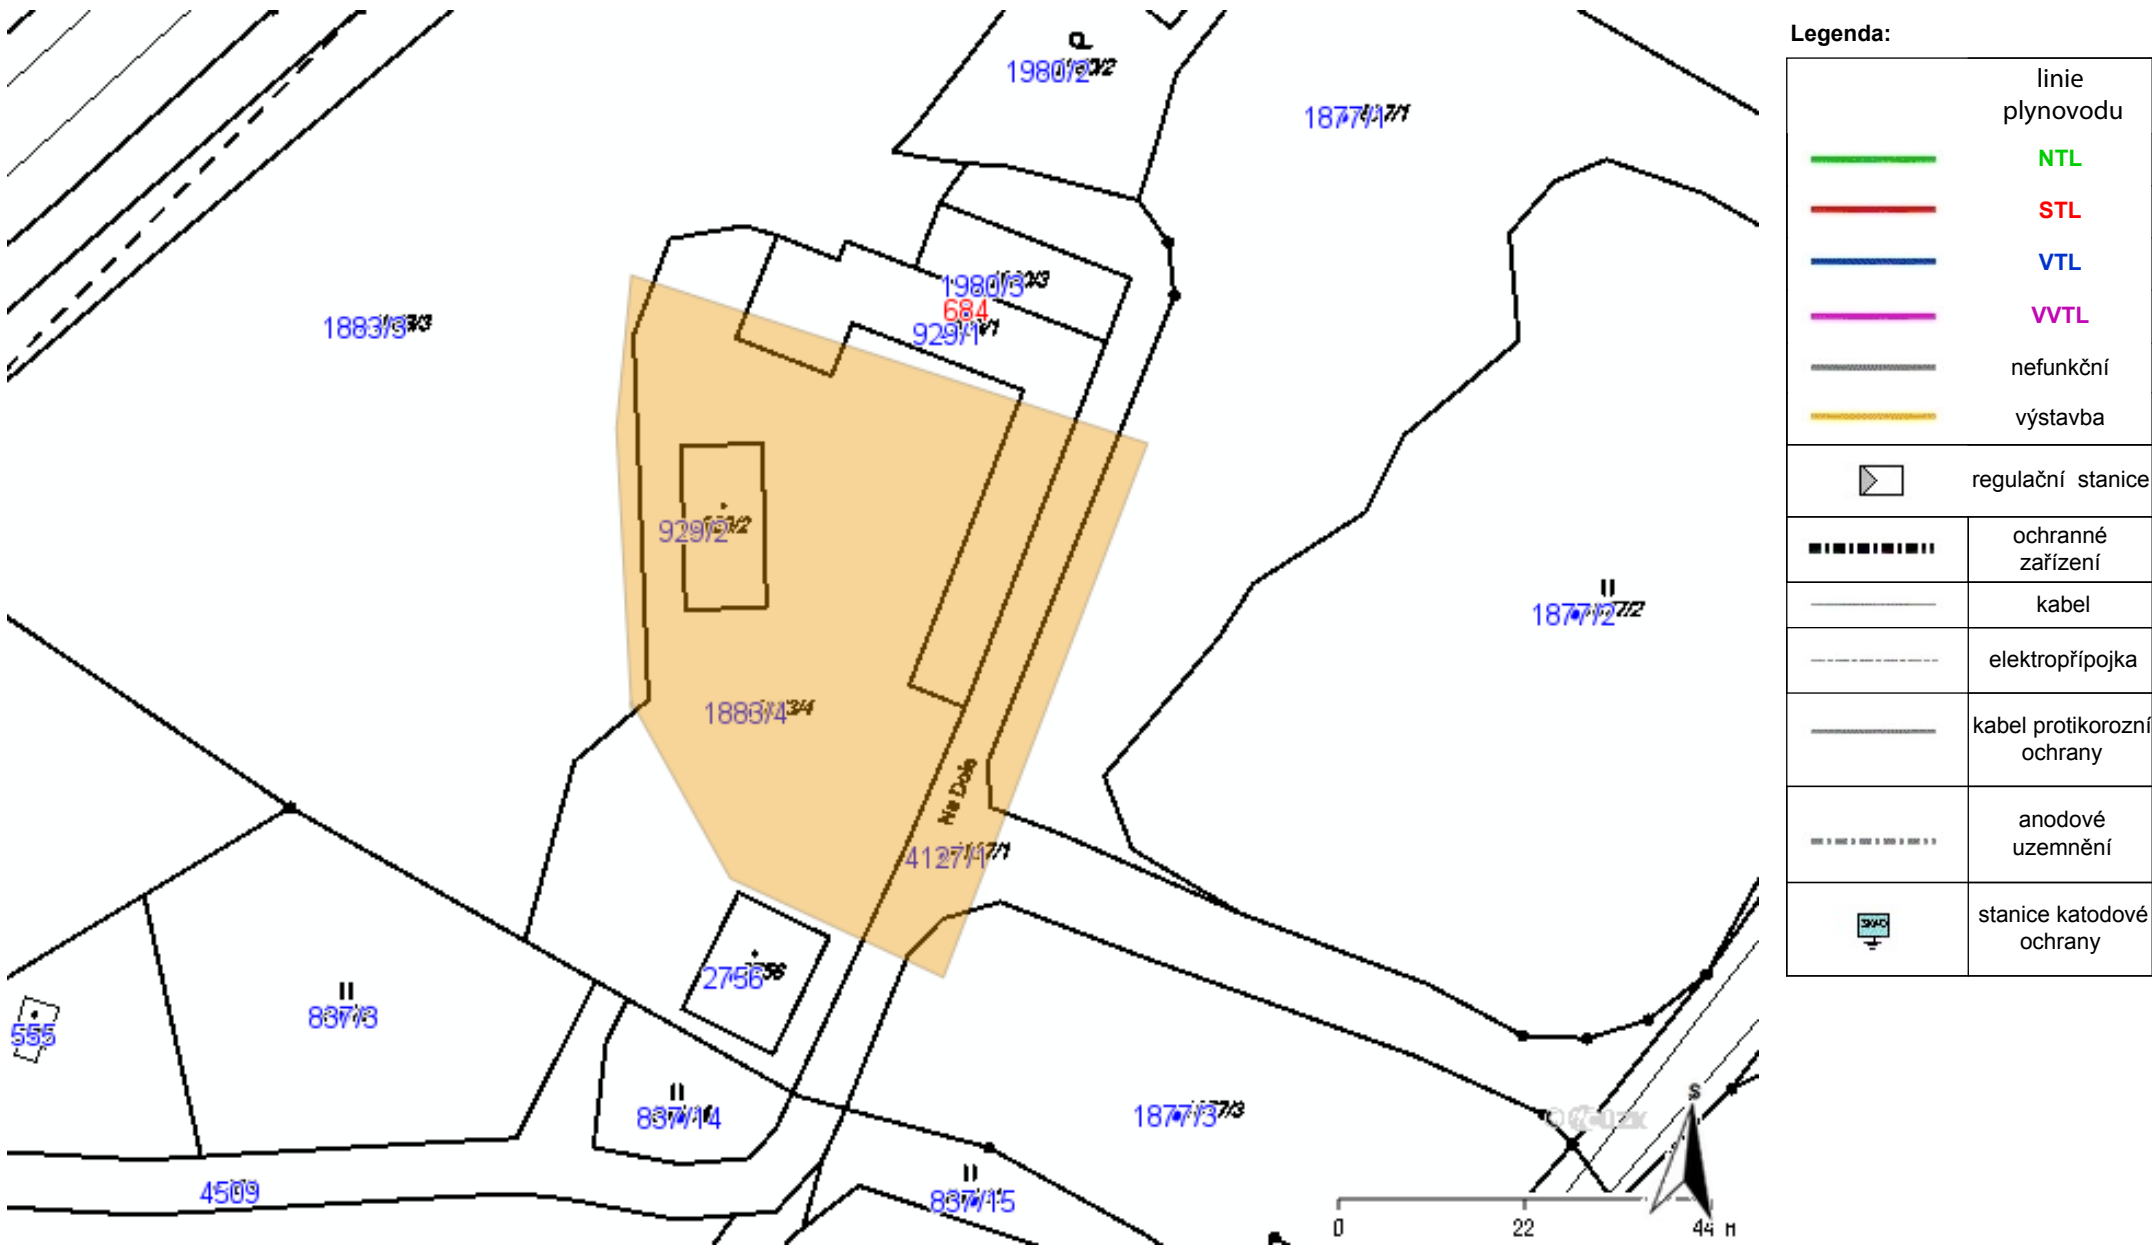 1980/2
1877/1
1883/3
1980/3
684
929/1
929/2
1877/2
1883/4
Na Dole
4127/1
2756
555
837/3
837/14
1877/3
4509
837/15
S
0 22 44 M
Legenda:
linie
plynovodu
NTL
STL
VTL
VVTL
nefunkční
výstavba
regulační stanice
ochranné
zařízení
kabel
elektropřípojka
kabel protikorozní
ochrany
anodové
uzemnění
SKAO
stanice katodové
ochrany